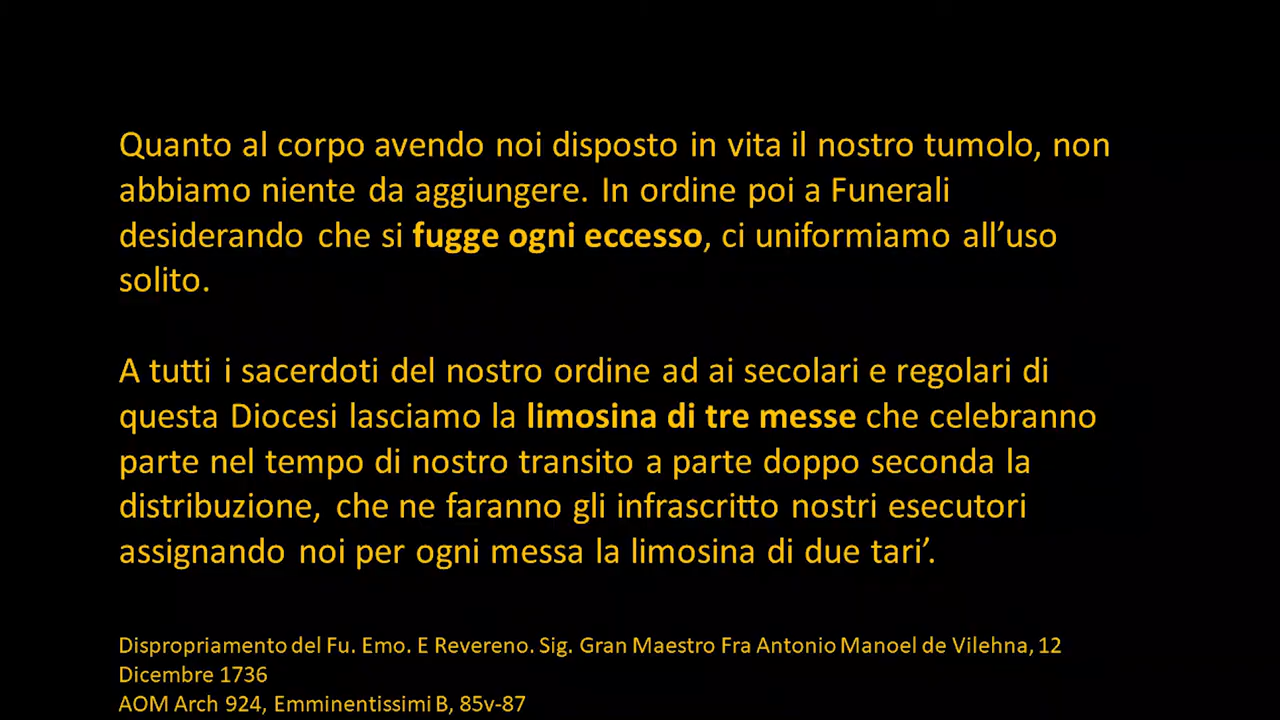 Quanto al corpo avendo noi disposto in vita il nostro tumolo, non
abbiamo niente da aggiungere. In ordine poi a Funerali
desiderando che si fugge ogni eccesso, ci uniformiamo all’uso
solito.
A tutti i sacerdoti del nostro ordine ad ai secolari e regolari di
questa Diocesi lasciamo la limosina di tre messe che celebranno
parte nel tempo di nostro transito a parte doppo seconda la
distribuzione, che ne faranno gli infrascritto nostri esecutori
assignando noi per ogni messa la limosina di due tari’.
Dispropriamento del Fu. Emo. E Revereno. Sig. Gran Maestro Fra Antonio Manoel de Vilehna, 12
Dicembre 1736
AOM Arch 924, Emminentissimi B, 85v-87